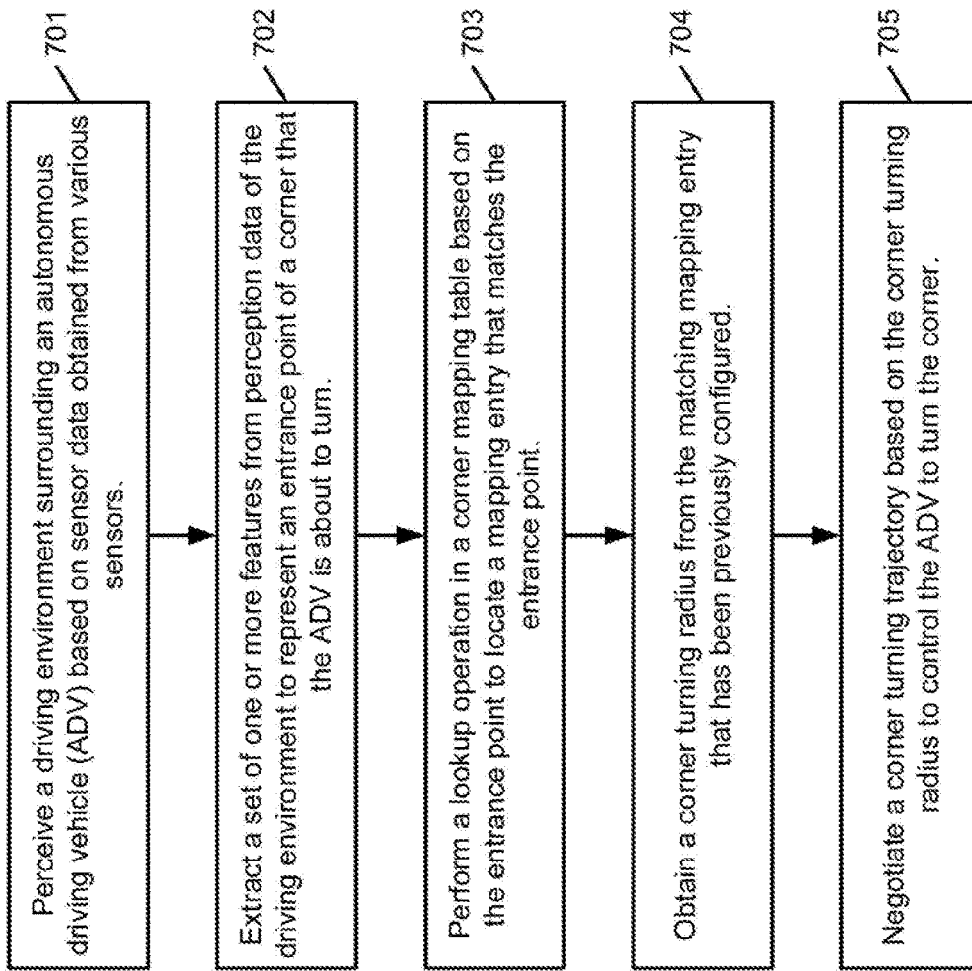 701
Perceive a driving environment surrounding an autonomous
driving vehicle (ADV) based on sensor data obtained from various
sensors.
702
Extract a set of one or more features from perception data of the
driving environment to represent an entrance point of a corner that
the ADV is about to turn.
703
Perform a lookup operation in a corner mapping table based on
the entrance point to locate a mapping entry that matches the
entrance point.
704
Obtain a corner turning radius from the matching mapping entry
that has been previously configured.
705
Negotiate a corner turning trajectory based on the corner turning
radius to control the ADV to turn the corner.